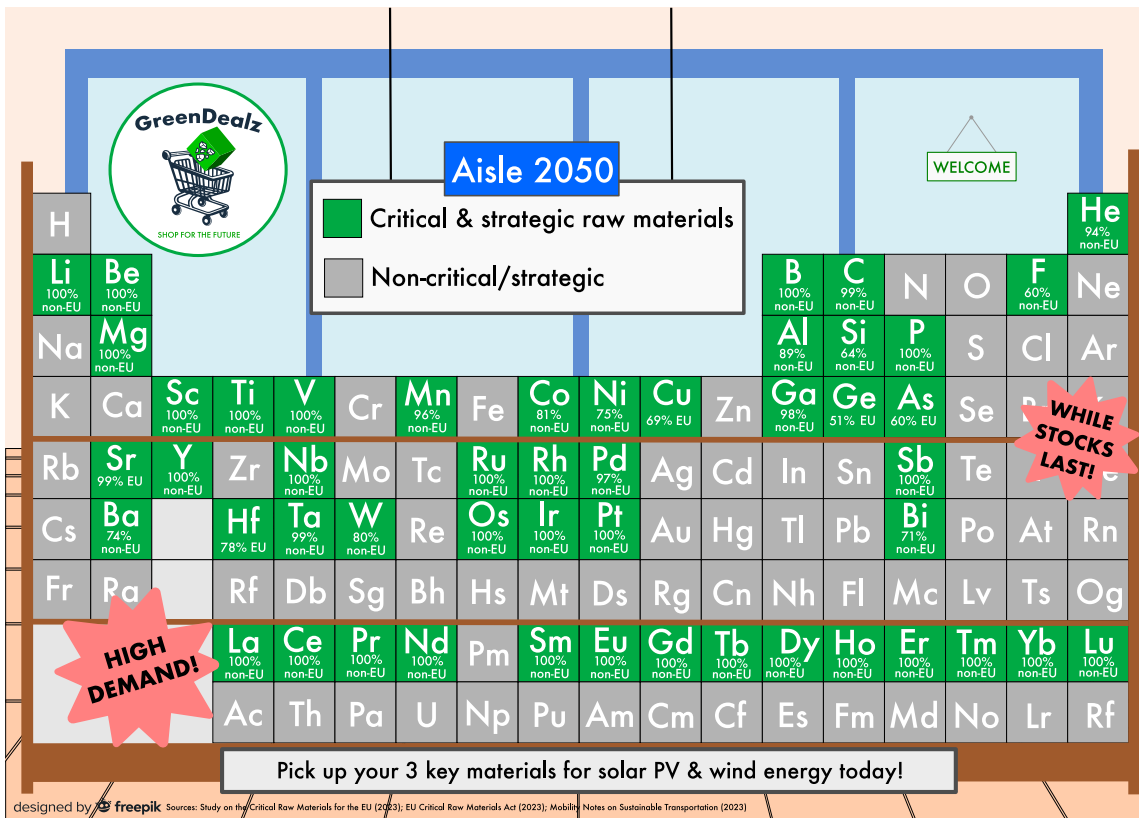 GreenDealz
SHOP FOR THE FUTURE
Aisle 2050
Critical & strategic raw materials
Non-critical/strategic
WELCOME
H
He
94%
non-EU
Li
100%
non-EU
Be
100%
non-EU
B
100%
non-EU
C
99%
non-EU
N
O
F
60%
non-EU
Ne
Na
Mg
100%
non-EU
Al
89%
non-EU
Si
64%
non-EU
P
100%
non-EU
S
Cl
Ar
K
Ca
Sc
100%
non-EU
Ti
100%
non-EU
V
100%
non-EU
Cr
Mn
96%
non-EU
Fe
Co
81%
non-EU
Ni
75%
non-EU
Cu
69% EU
Zn
Ga
98%
non-EU
Ge
51% EU
As
60% EU
Se
WHILE
STOCKS
LAST!
Rb
Sr
99% EU
Y
100%
non-EU
Zr
Nb
100%
non-EU
Mo
Tc
Ru
100%
non-EU
Rh
100%
non-EU
Pd
97%
non-EU
Ag
Cd
In
Sn
Sb
100%
non-EU
Te
Cs
Ba
74%
non-EU
Hf
78% EU
Ta
99%
non-EU
W
80%
non-EU
Re
Os
100%
non-EU
Ir
100%
non-EU
Pt
100%
non-EU
Au
Hg
Tl
Pb
Bi
71%
non-EU
Po
At
Rn
Fr
Ra
Rf
Db
Sg
Bh
Hs
Mt
Ds
Rg
Cn
Nh
Fl
Mc
Lv
Ts
Og
HIGH
DEMAND!
La
100%
non-EU
Ce
100%
non-EU
Pr
100%
non-EU
Nd
100%
non-EU
Pm
Sm
100%
non-EU
Eu
100%
non-EU
Gd
100%
non-EU
Tb
100%
non-EU
Dy
100%
non-EU
Ho
100%
non-EU
Er
100%
non-EU
Tm
100%
non-EU
Yb
100%
non-EU
Lu
100%
non-EU
Ac
Th
Pa
U
Np
Pu
Am
Cm
Cf
Es
Fm
Md
No
Lr
Rf
Pick up your 3 key materials for solar PV & wind energy today!
designed by freepik
Sources: Study on the Critical Raw Materials for the EU (2023); EU Critical Raw Materials Act (2023); Mobility Notes on Sustainable Transportation (2023)